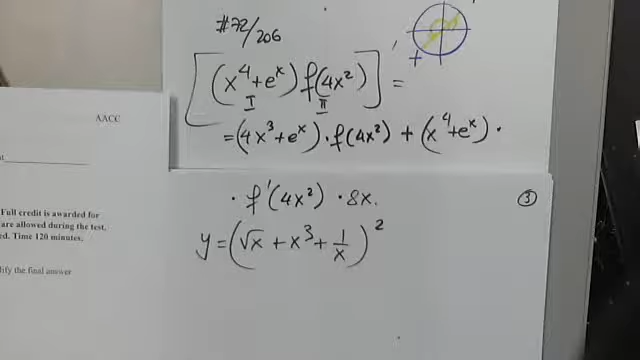 #72/206
[(x⁴+eˣ) f(4x²)]' =
I II
+
=(4x³+eˣ)·f(4x²)+(x⁴+eˣ)·
AACC
·f'(4x²)·8x.
③
y=(√x+x³+1/x)²
Full credit is awarded for
are allowed during the test.
d. Time 120 minutes.
ify the final answer